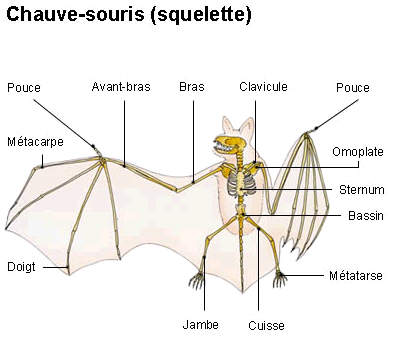 Chauve-souris (squelette)
Pouce
Avant-bras
Bras
Clavicule
Pouce
Métacarpe
Omoplate
Sternum
Bassin
Doigt
Métatarse
Jambe
Cuisse